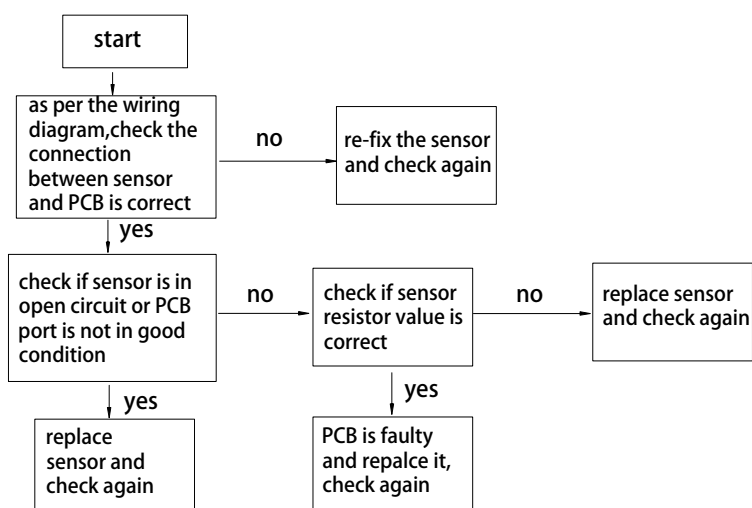 start
as per the wiring
diagram,check the
connection
between sensor
and PCB is correct
no
re-fix the sensor
and check again
yes
check if sensor is in
open circuit or PCB
port is not in good
condition
no
check if sensor
resistor value is
correct
no
replace sensor
and check again
yes
replace
sensor and
check again
yes
PCB is faulty
and repalce it,
check again